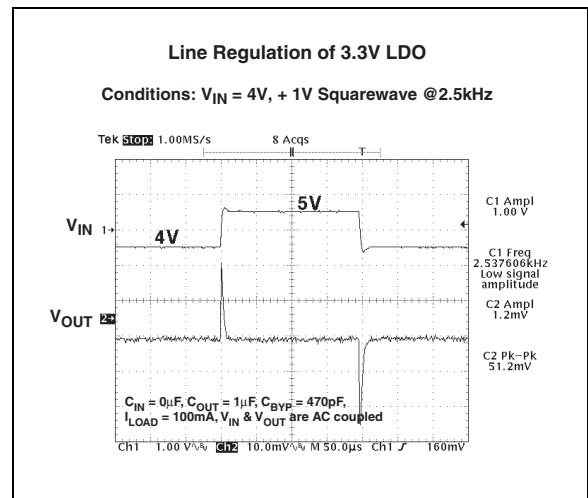 Line Regulation of 3.3V LDO
Conditions: VIN = 4V, + 1V Squarewave @2.5kHz
Tek Stop: 1.00MS/s 8 Acqs
T
C1 Ampl
1.00 V
5V
VIN 1→
4V
C1 Freq
2.537606kHz
Low signal
amplitude
C2 Ampl
1.2mV
VOUT 2→
C2 Pk-Pk
51.2mV
CIN = 0μF, COUT = 1μF, CBYP = 470pF,
ILOAD = 100mA, VIN & VOUT are AC coupled
Ch1 1.00 V∿ Ch2 10.0mV∿ M 50.0µs Ch1 ƒ 160mV